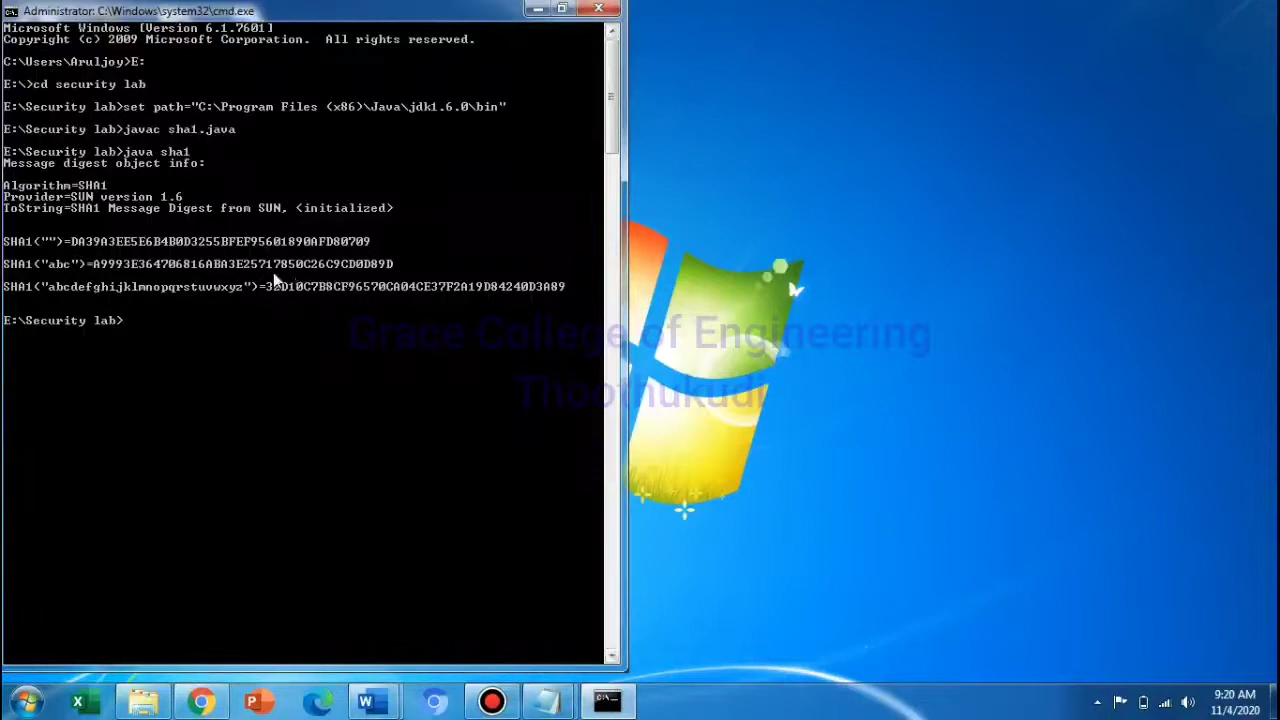 Administrator: C:\Windows\system32\cmd.exe
Microsoft Windows [Version 6.1.7601]
Copyright (c) 2009 Microsoft Corporation. All rights reserved.
C:\Users\Aruljoy>E:
E:\>cd security lab
E:\Security lab>set path="C:\Program Files (x86)\Java\jdk1.6.0\bin"
E:\Security lab>javac sha1.java
E:\Security lab>java sha1
Message digest object info:
Algorithm=SHA1
Provider=SUN version 1.6
ToString=SHA1 Message Digest from SUN, <initialized>
SHA1("")=DA39A3EE5E6B4B0D3255BFEF95601890AFD80709
SHA1("abc")=A9993E364706816ABA3E25717850C26C9CD0D89D
SHA1("abcdefghijklmnopqrstuvwxyz")=32D10C7B8CF96570CA04CE37F2A19D84240D3A89
E:\Security lab>
Grace College of Engineering
Thoothukudi
9:20 AM
11/4/2020